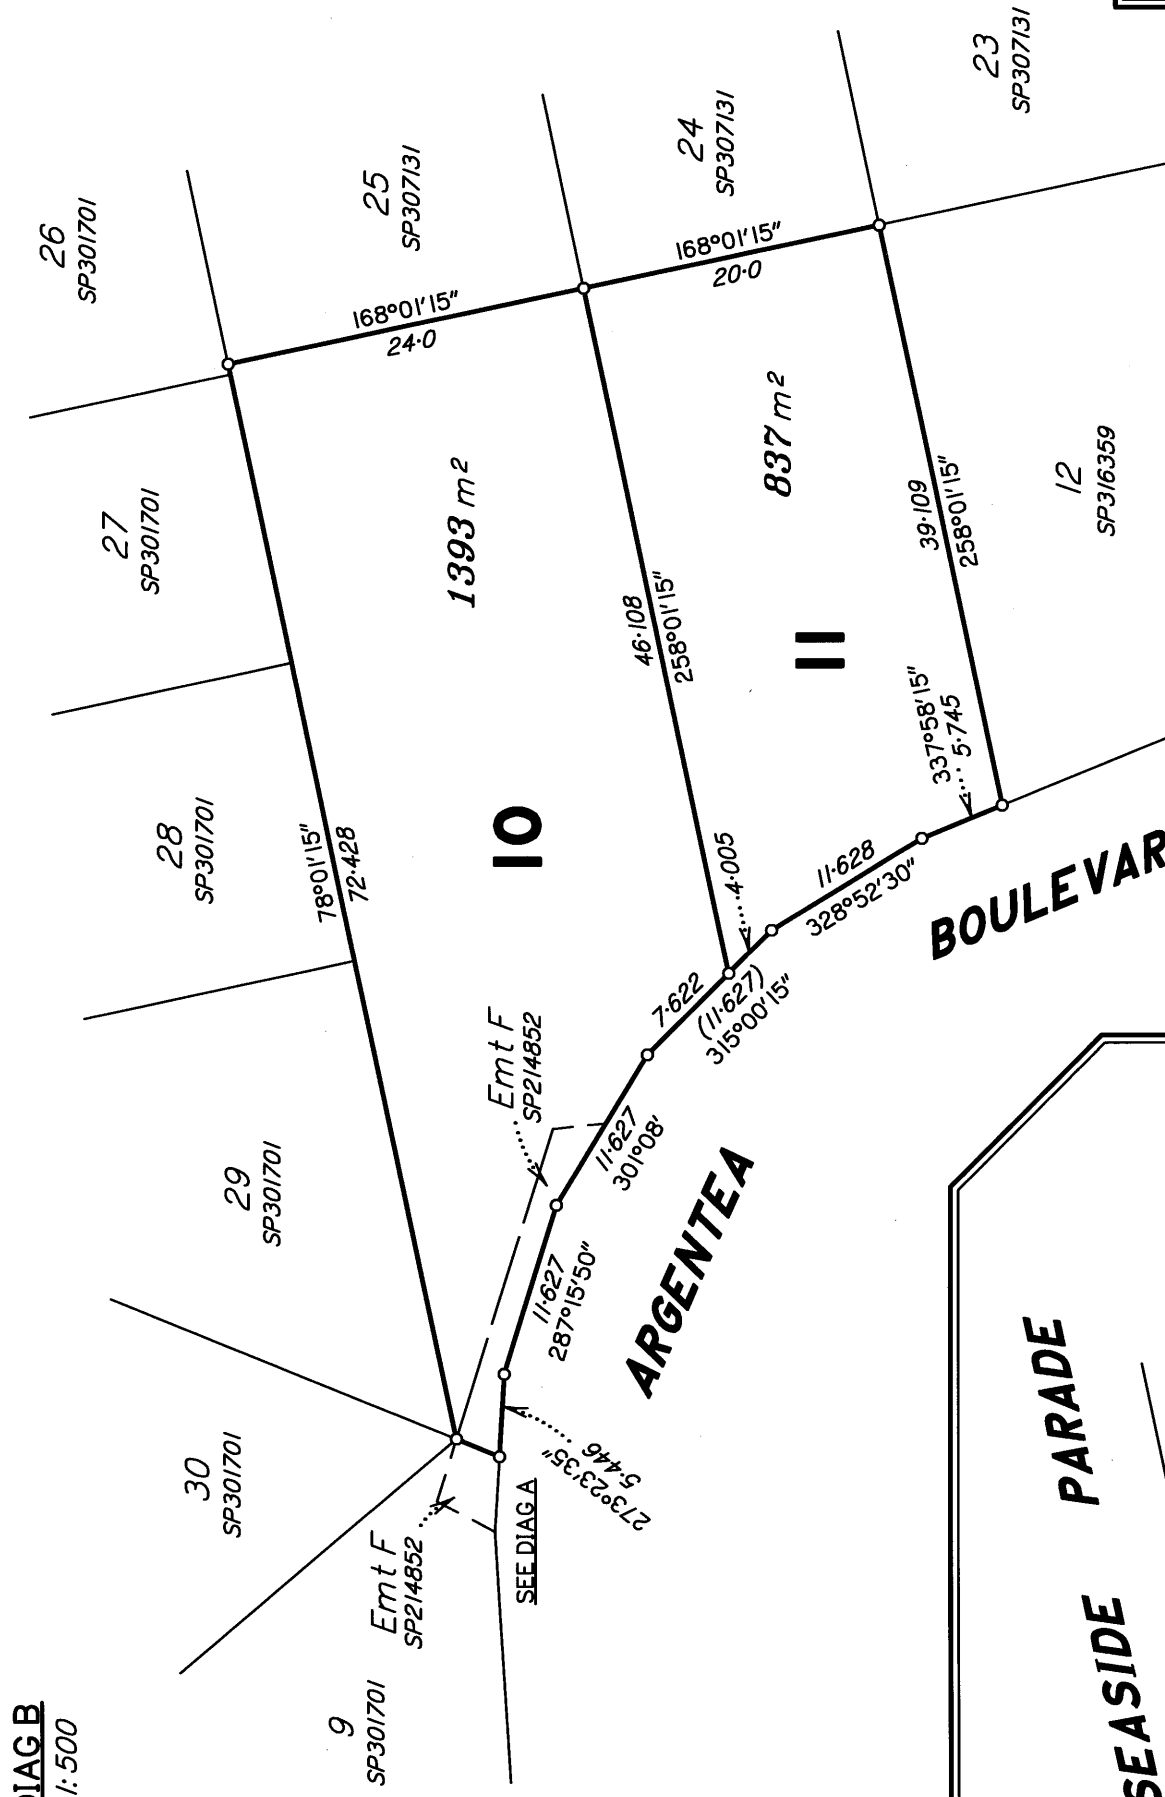 DIAG B
1:500
26
SP301701
27
SP301701
28
SP301701
29
SP301701
30
SP301701
9
SP301701
25
SP307131
24
SP307131
23
SP307131
12
SP316359
168°01'15"
24·0
168°01'15"
20·0
78°01'15"
72·428
1393 m²
10
46·108
258°01'15"
837 m²
11
39·109
258°01'15"
337°58'15"
5·745
11·628
328°52'30"
4·005
7·622
(11·627)
315°00'15"
11·627
301°08'
11·627
287°15'50"
273°23'35"
5·446
Emt F
SP214852
Emt F
SP214852
SEE DIAG A
ARGENTEA
BOULEVAR
SEASIDE PARADE